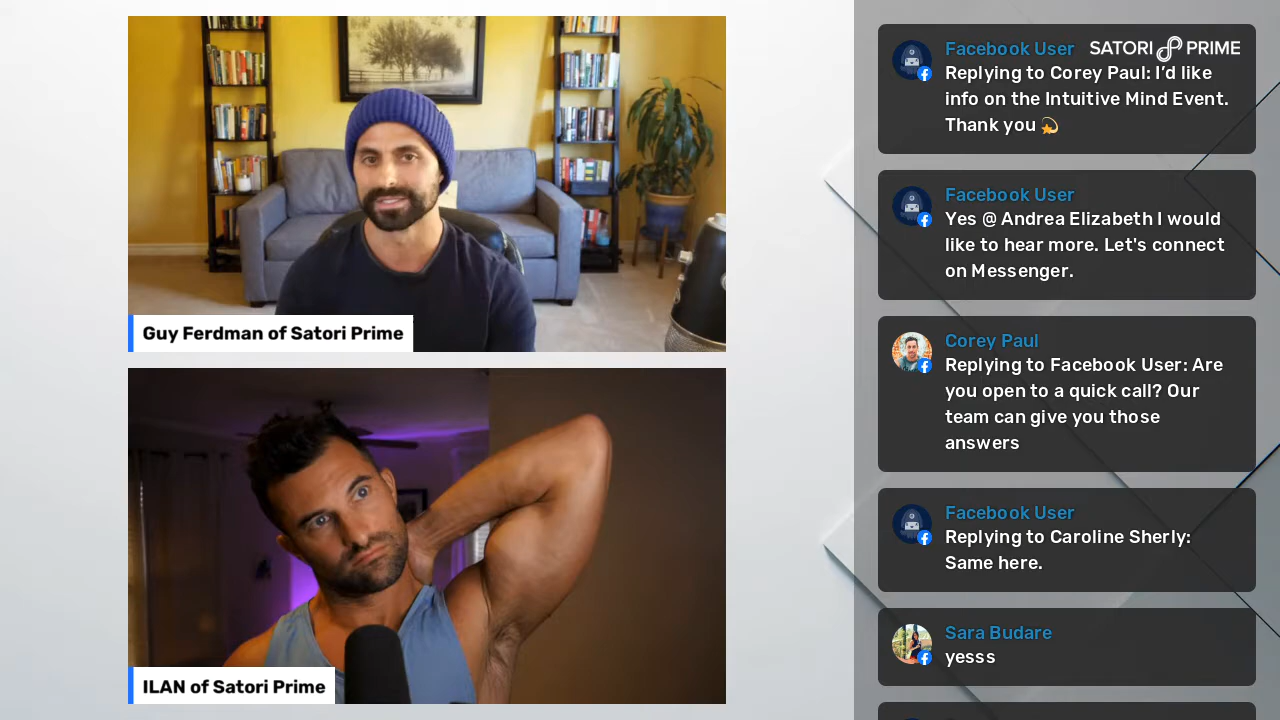 Guy Ferdman of Satori Prime
ILAN of Satori Prime
SATORI PRIME
Facebook User
Replying to Corey Paul: I’d like
info on the Intuitive Mind Event.
Thank you 💫
Facebook User
Yes @ Andrea Elizabeth I would
like to hear more. Let's connect
on Messenger.
Corey Paul
Replying to Facebook User: Are
you open to a quick call? Our
team can give you those
answers
Facebook User
Replying to Caroline Sherly:
Same here.
Sara Budare
yesss